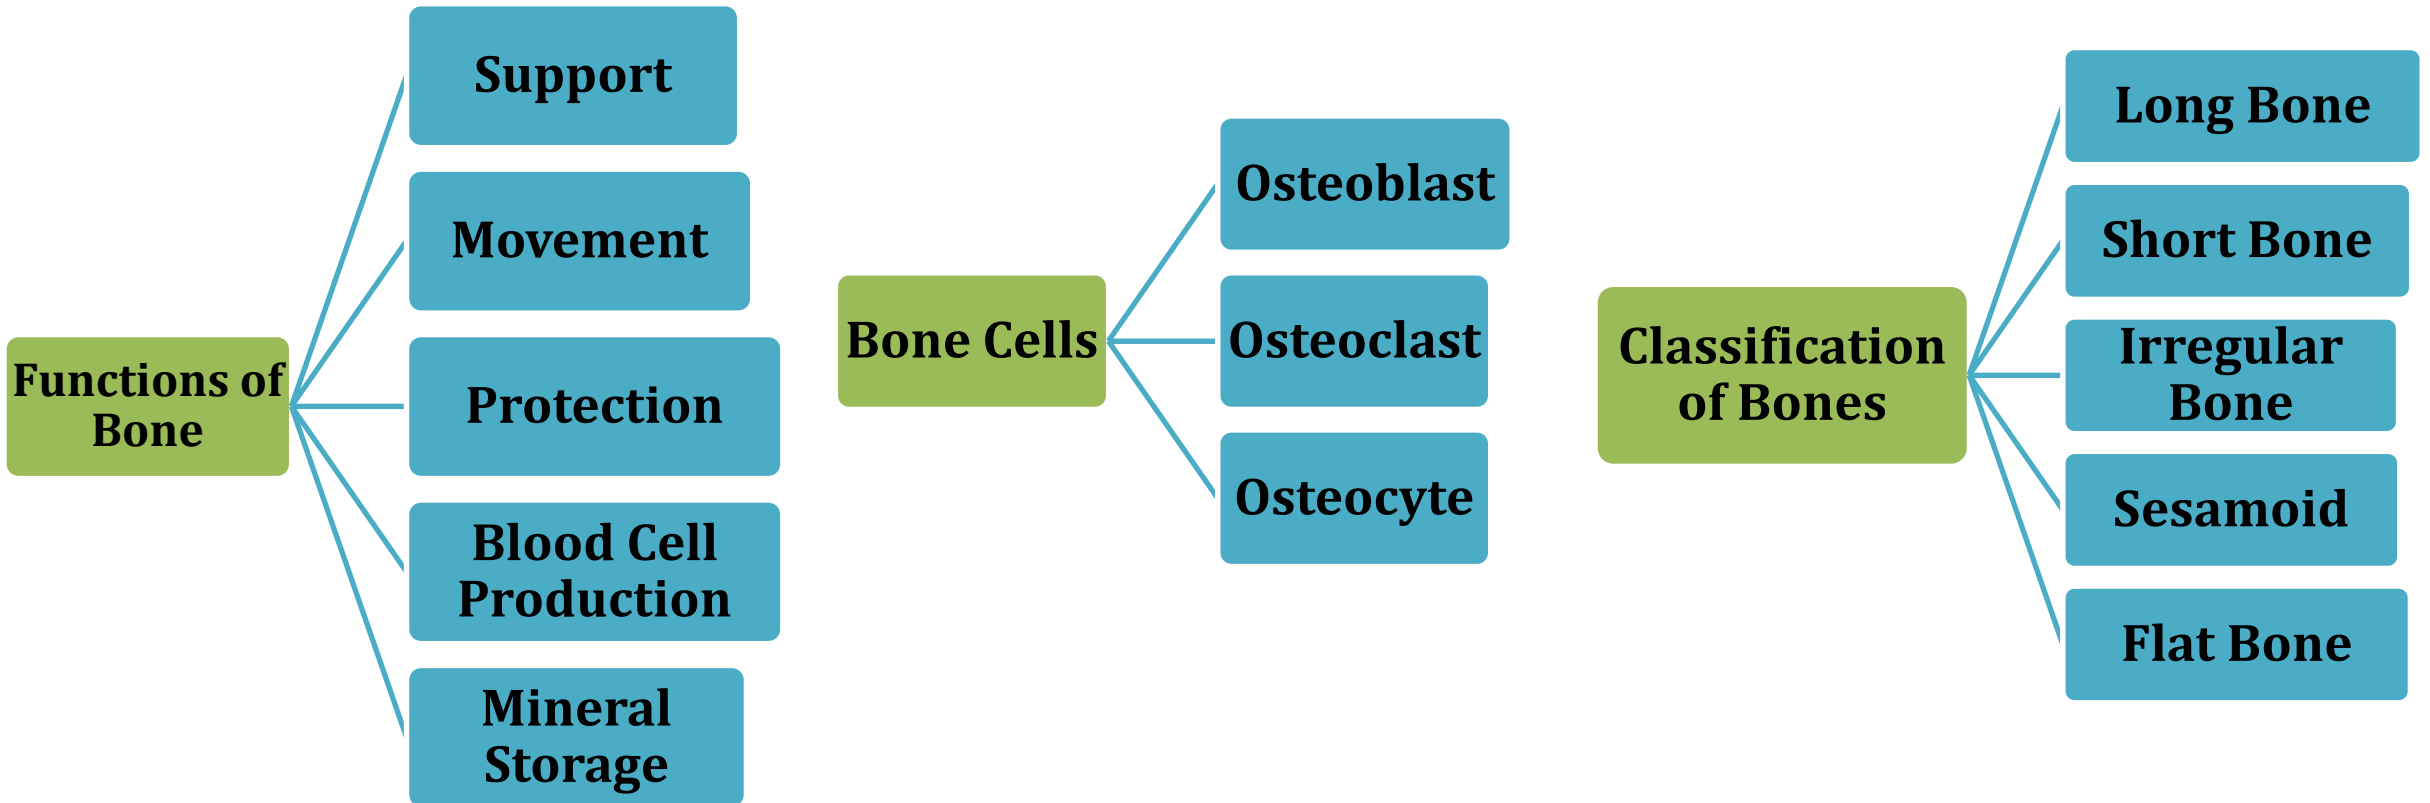 Functions of
Bone
Support
Movement
Protection
Blood Cell
Production
Mineral
Storage
Bone Cells
Osteoblast
Osteoclast
Osteocyte
Classification
of Bones
Long Bone
Short Bone
Irregular
Bone
Sesamoid
Flat Bone